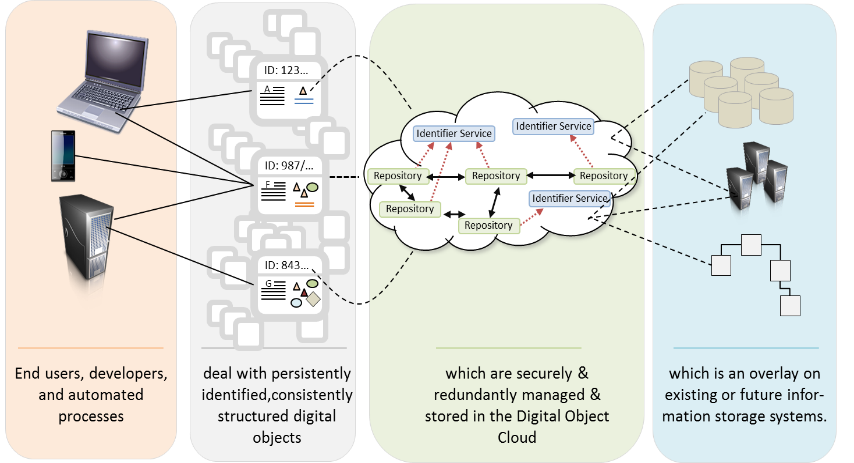 ID: 123...
A
ID: 987/...
F
ID: 843...
G
Identifier Service
Identifier Service
Repository
Repository
Repository
Repository
Identifier Service
Repository
End users, developers,
and automated
processes
deal with persistently
identified,consistently
structured digital
objects
which are securely &
redundantly managed &
stored in the Digital Object
Cloud
which is an overlay on
existing or future infor-
mation storage systems.